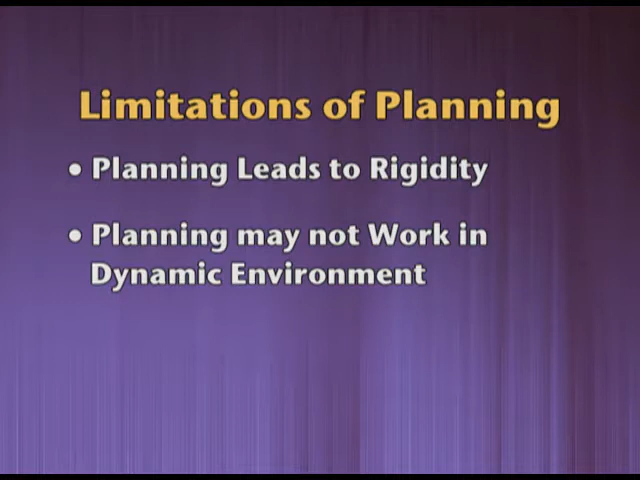 Limitations of Planning
• Planning Leads to Rigidity
• Planning may not Work in
Dynamic Environment